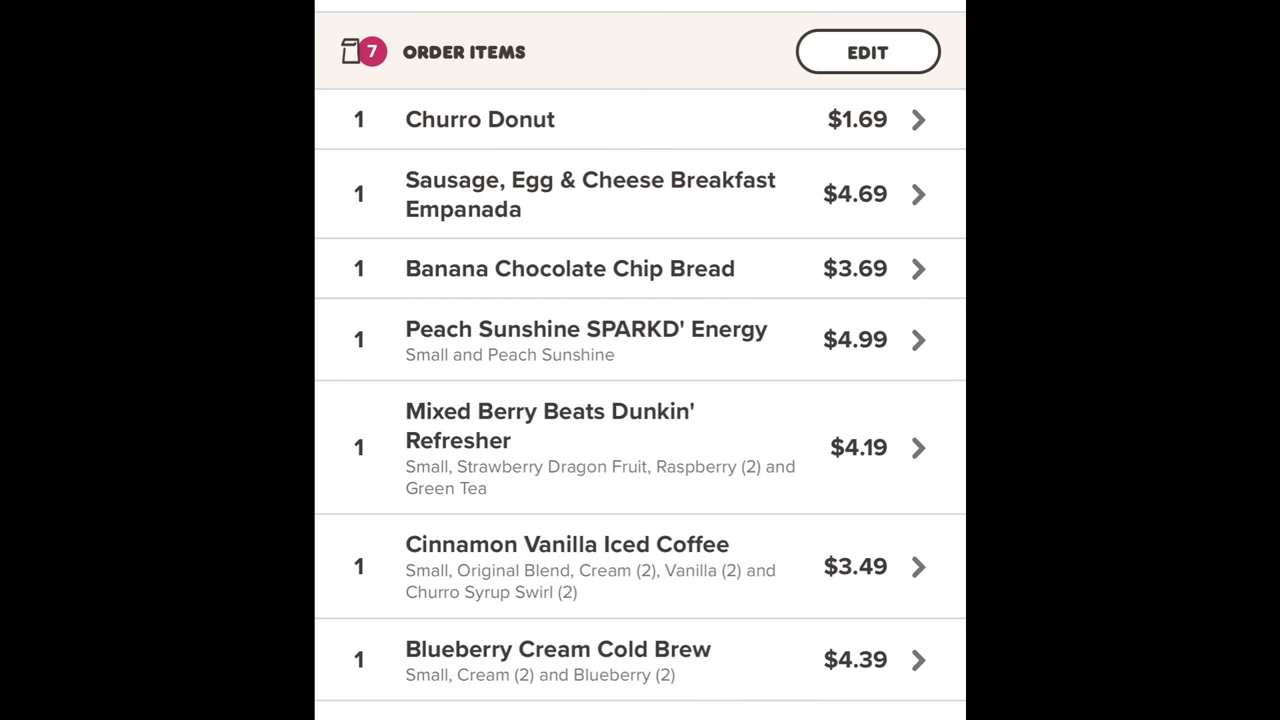 7 ORDER ITEMS EDIT
1 Churro Donut $1.69
Sausage, Egg & Cheese Breakfast
1 Empanada $4.69
1 Banana Chocolate Chip Bread $3.69
1 Peach Sunshine SPARKD' Energy $4.99
Small and Peach Sunshine
Mixed Berry Beats Dunkin'
1 Refresher $4.19
Small, Strawberry Dragon Fruit, Raspberry (2) and
Green Tea
Cinnamon Vanilla Iced Coffee
1 Small, Original Blend, Cream (2), Vanilla (2) and $3.49
Churro Syrup Swirl (2)
1 Blueberry Cream Cold Brew $4.39
Small, Cream (2) and Blueberry (2)